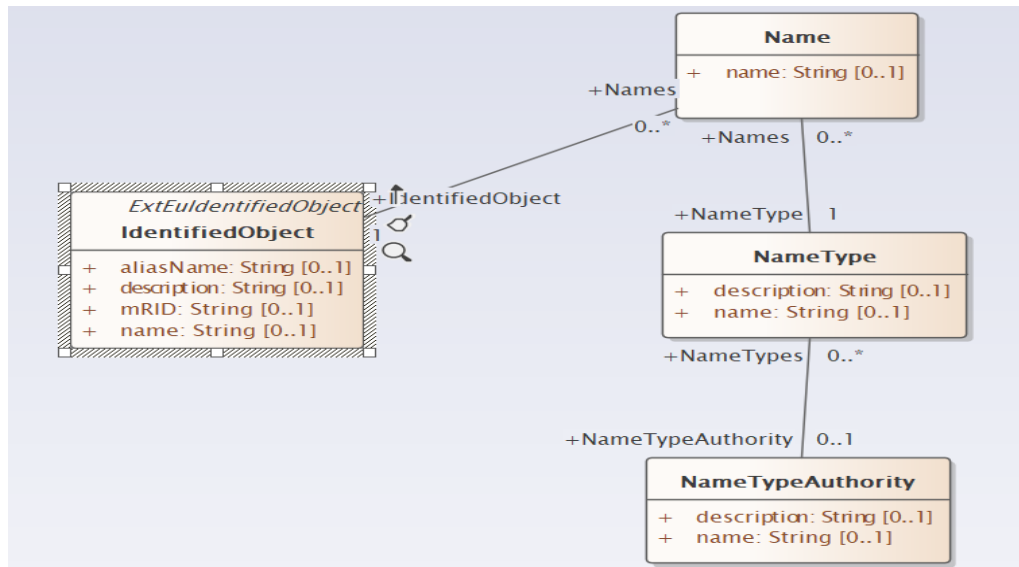 Name
+ name: String [0..1]
+Names
0..*
+Names 0..*
+IdentifiedObject
1
ExtEuIdentifiedObject
IdentifiedObject
+ aliasName: String [0..1]
+ description: String [0..1]
+ mRID: String [0..1]
+ name: String [0..1]
+NameType 1
NameType
+ description: String [0..1]
+ name: String [0..1]
+NameTypes 0..*
+NameTypeAuthority 0..1
NameTypeAuthority
+ description: String [0..1]
+ name: String [0..1]